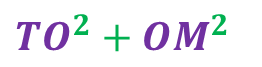 TO² + OM²